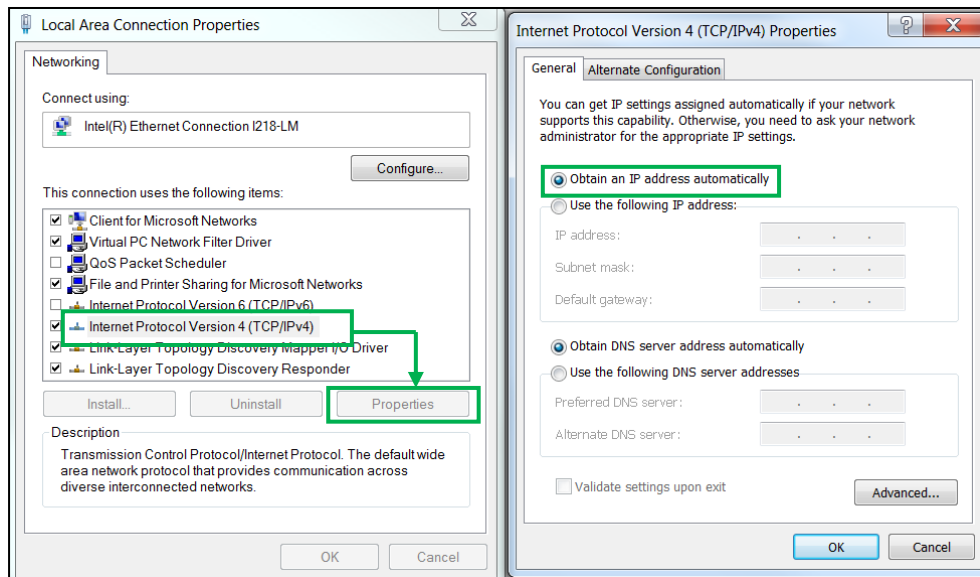 Local Area Connection Properties
Networking
Connect using:
Intel(R) Ethernet Connection I218-LM
Configure...
This connection uses the following items:
Client for Microsoft Networks
Virtual PC Network Filter Driver
QoS Packet Scheduler
File and Printer Sharing for Microsoft Networks
Internet Protocol Version 6 (TCP/IPv6)
Internet Protocol Version 4 (TCP/IPv4)
Link-Layer Topology Discovery Mapper I/O Driver
Link-Layer Topology Discovery Responder
Install...
Uninstall
Properties
Description
Transmission Control Protocol/Internet Protocol. The default wide
area network protocol that provides communication across
diverse interconnected networks.
OK
Cancel
Internet Protocol Version 4 (TCP/IPv4) Properties
General
Alternate Configuration
You can get IP settings assigned automatically if your network
supports this capability. Otherwise, you need to ask your network
administrator for the appropriate IP settings.
Obtain an IP address automatically
Use the following IP address:
IP address:
Subnet mask:
Default gateway:
Obtain DNS server address automatically
Use the following DNS server addresses
Preferred DNS server:
Alternate DNS server:
Validate settings upon exit
Advanced...
OK
Cancel